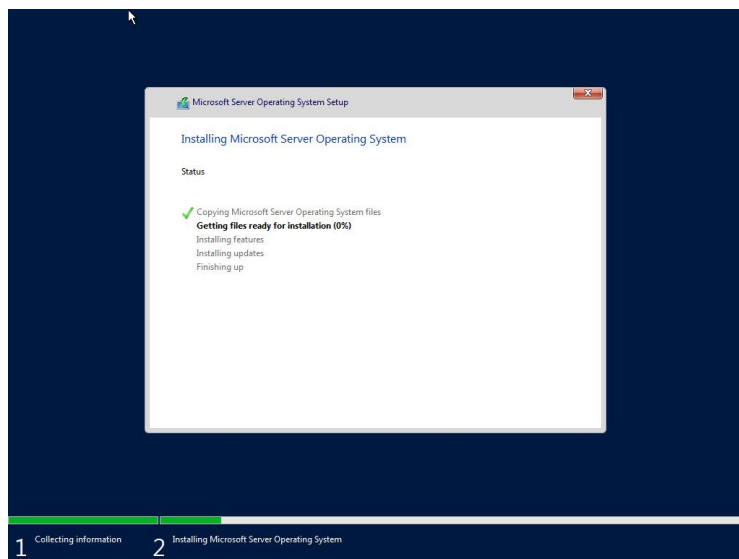 Microsoft Server Operating System Setup
Installing Microsoft Server Operating System
Status
Copying Microsoft Server Operating System files
Getting files ready for installation (0%)
Installing features
Installing updates
Finishing up
1 Collecting information 2 Installing Microsoft Server Operating System